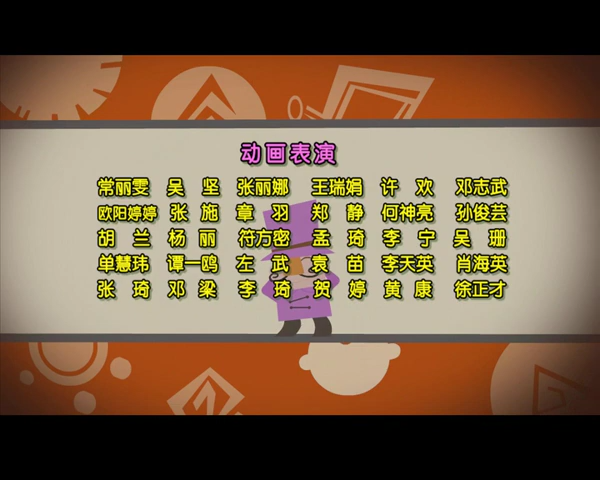 动画表演
常丽雯 吴 坚 张丽娜 王瑞娟 许 欢 邓志武
欧阳婷婷 张 施 章 羽 郑 静 何神亮 孙俊芸
胡 兰 杨 丽 符方密 孟 琦 李 宁 吴 珊
单慧玮 谭一鸥 左 武 袁 苗 李天英 肖海英
张 琦 邓 梁 李 琦 贺 婷 黄 康 徐正才